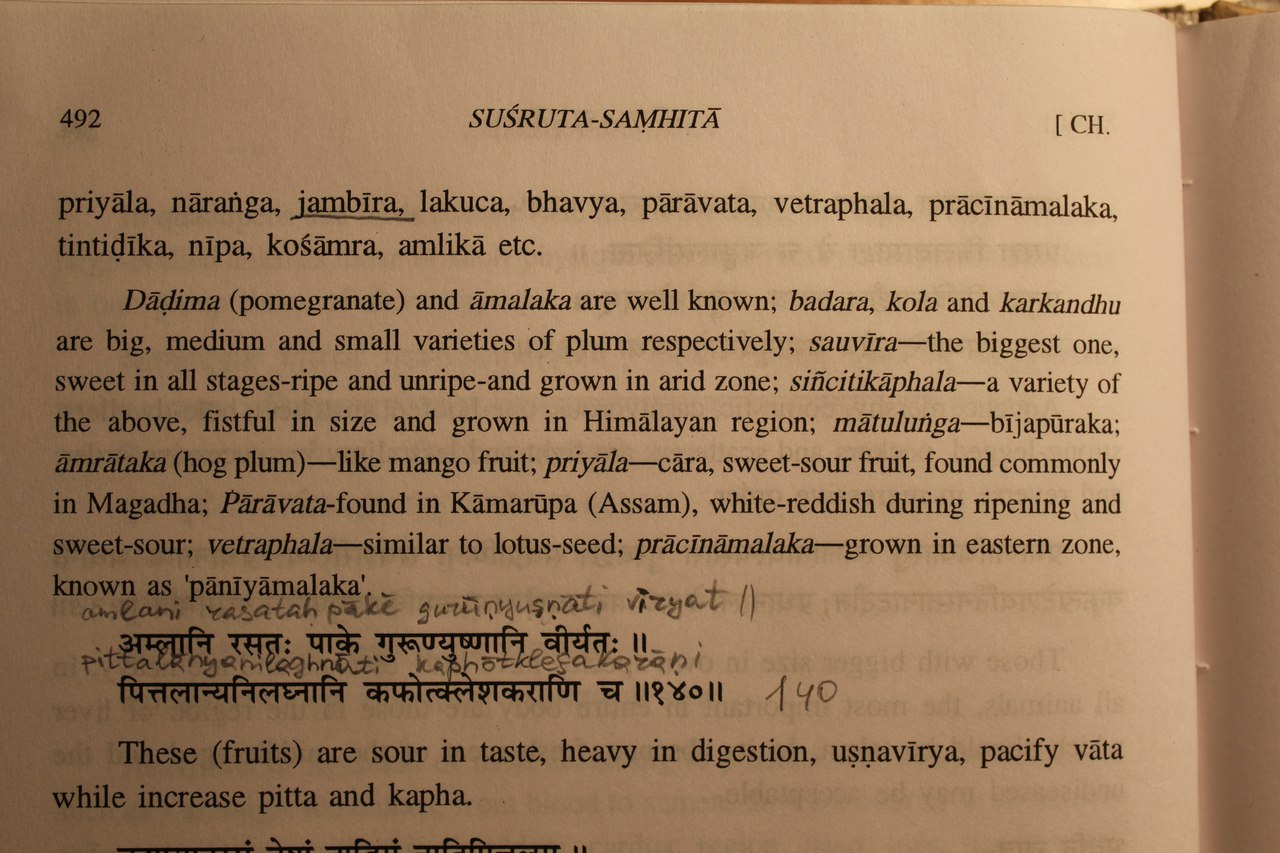 492 SUŚRUTA-SAṂHITĀ [ CH.
priyāla, nāraṅga, jambīra, lakuca, bhavya, pārāvata, vetraphala, prācīnāmalaka,
tintiḍīka, nīpa, kośāmra, amlikā etc.
Dāḍima (pomegranate) and āmalaka are well known; badara, kola and karkandhu
are big, medium and small varieties of plum respectively; sauvīra—the biggest one,
sweet in all stages-ripe and unripe-and grown in arid zone; siñcitikāphala—a variety of
the above, fistful in size and grown in Himālayan region; mātuluṅga—bījapūraka;
āmrātaka (hog plum)—like mango fruit; priyāla—cāra, sweet-sour fruit, found commonly
in Magadha; Pārāvata-found in Kāmarūpa (Assam), white-reddish during ripening and
sweet-sour; vetraphala—similar to lotus-seed; prācīnāmalaka—grown in eastern zone,
known as 'pānīyāmalaka'.
amlani rasatah pāke gurūṇyuṣṇāti vīryat ||
अम्लानि रसतः पाके गुरूण्युष्णानि वीर्यतः ॥
pittalānyanilaghnāti kaphotkleśakarāṇi
पित्तलान्यनिलघ्नानि कफोत्क्लेशकराणि च ॥१४०॥ 140
These (fruits) are sour in taste, heavy in digestion, uṣṇavīrya, pacify vāta
while increase pitta and kapha.